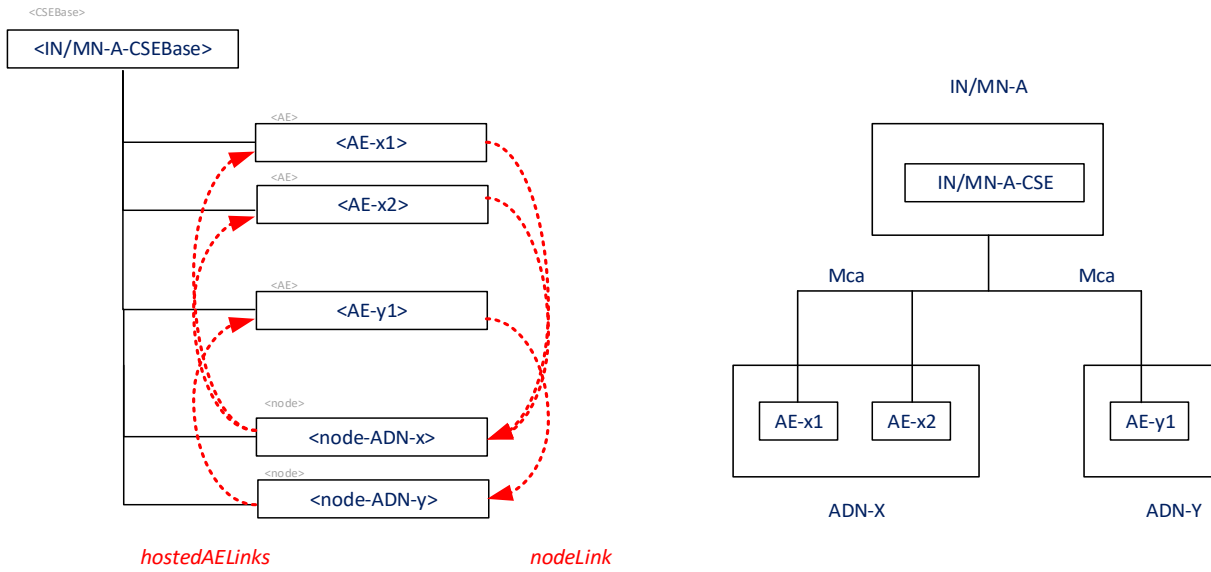 <CSEBase>
<IN/MN-A-CSEBase>
<AE>
<AE-x1>
<AE>
<AE-x2>
<AE>
<AE-y1>
<node>
<node-ADN-x>
<node>
<node-ADN-y>
hostedAELinks
nodeLink
IN/MN-A
IN/MN-A-CSE
Mca
Mca
AE-x1
AE-x2
AE-y1
ADN-X
ADN-Y